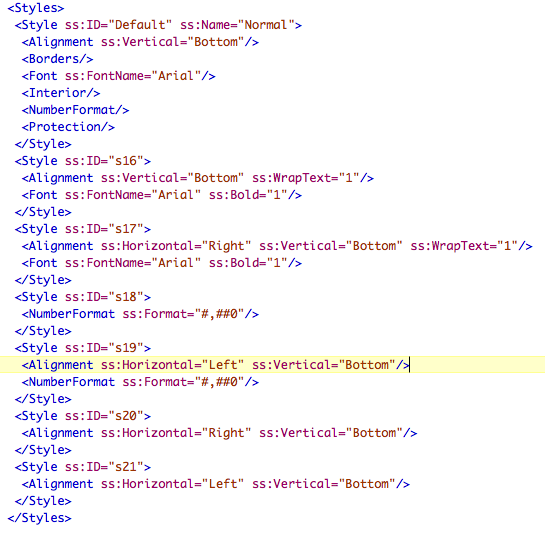 <Styles>
<Style ss:ID="Default" ss:Name="Normal">
<Alignment ss:Vertical="Bottom"/>
<Borders/>
<Font ss:FontName="Arial"/>
<Interior/>
<NumberFormat/>
<Protection/>
</Style>
<Style ss:ID="s16">
<Alignment ss:Vertical="Bottom" ss:WrapText="1"/>
<Font ss:FontName="Arial" ss:Bold="1"/>
</Style>
<Style ss:ID="s17">
<Alignment ss:Horizontal="Right" ss:Vertical="Bottom" ss:WrapText="1"/>
<Font ss:FontName="Arial" ss:Bold="1"/>
</Style>
<Style ss:ID="s18">
<NumberFormat ss:Format="#,##0"/>
</Style>
<Style ss:ID="s19">
<Alignment ss:Horizontal="Left" ss:Vertical="Bottom"/>
<NumberFormat ss:Format="#,##0"/>
</Style>
<Style ss:ID="s20">
<Alignment ss:Horizontal="Right" ss:Vertical="Bottom"/>
</Style>
<Style ss:ID="s21">
<Alignment ss:Horizontal="Left" ss:Vertical="Bottom"/>
</Style>
</Styles>